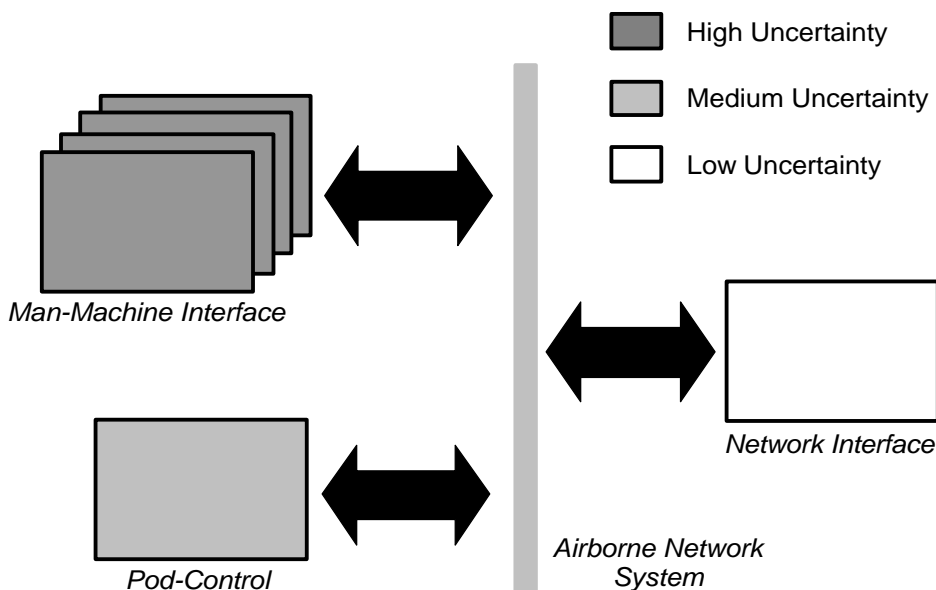 High Uncertainty
Medium Uncertainty
Low Uncertainty
Man-Machine Interface
Network Interface
Pod-Control
Airborne Network
System